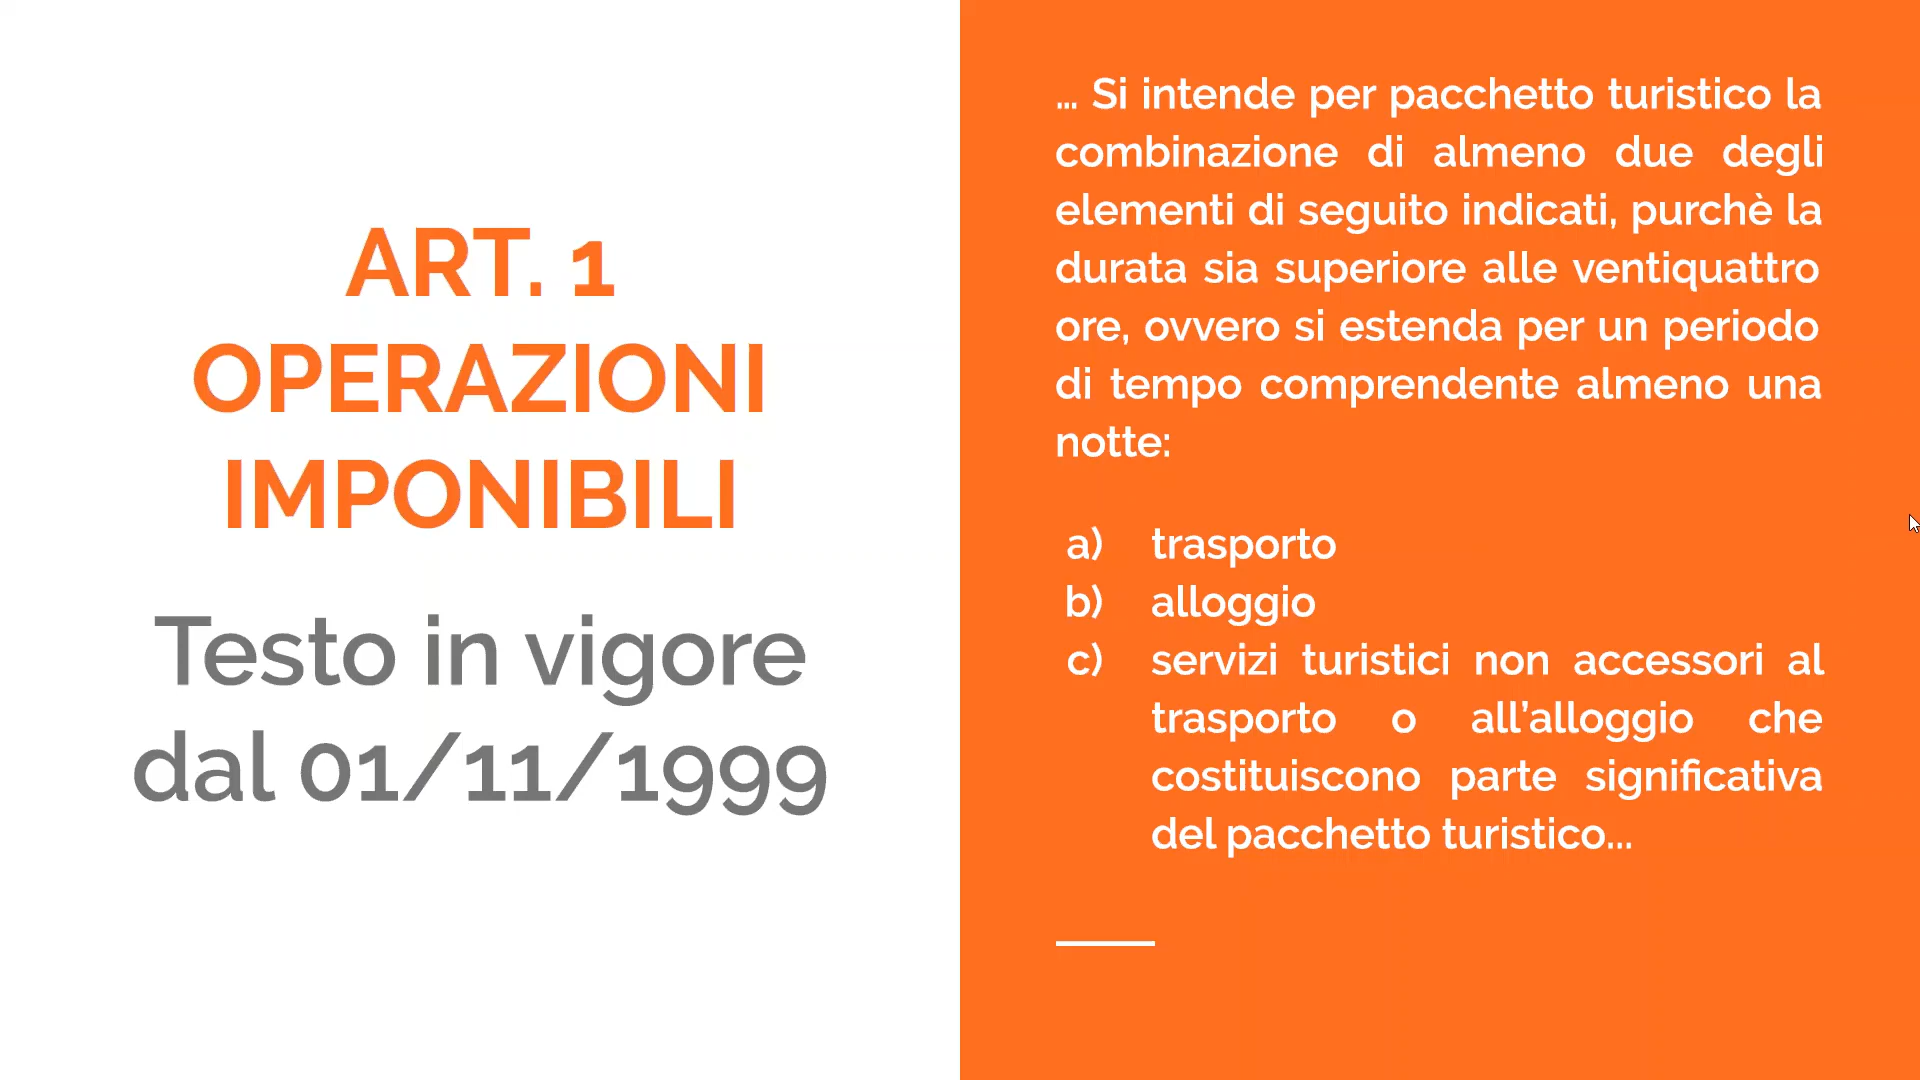 ART. 1
OPERAZIONI
IMPONIBILI
Testo in vigore
dal 01/11/1999
... Si intende per pacchetto turistico la
combinazione di almeno due degli
elementi di seguito indicati, purchè la
durata sia superiore alle ventiquattro
ore, ovvero si estenda per un periodo
di tempo comprendente almeno una
notte:
a) trasporto
b) alloggio
c) servizi turistici non accessori al
trasporto o all’alloggio che
costituiscono parte significativa
del pacchetto turistico...